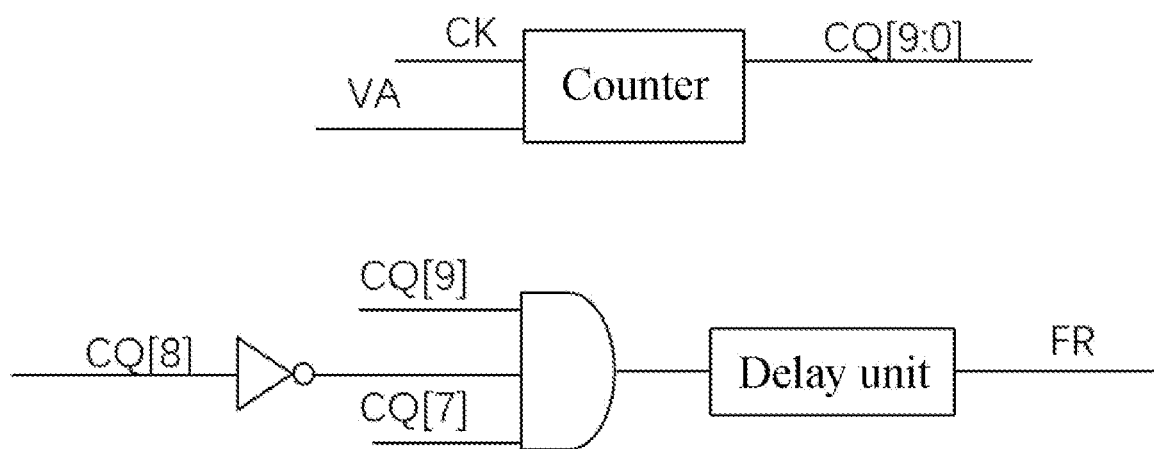 CK
CQ[9:0]
VA
Counter
CQ[9]
CQ[8]
CQ[7]
Delay unit
FR